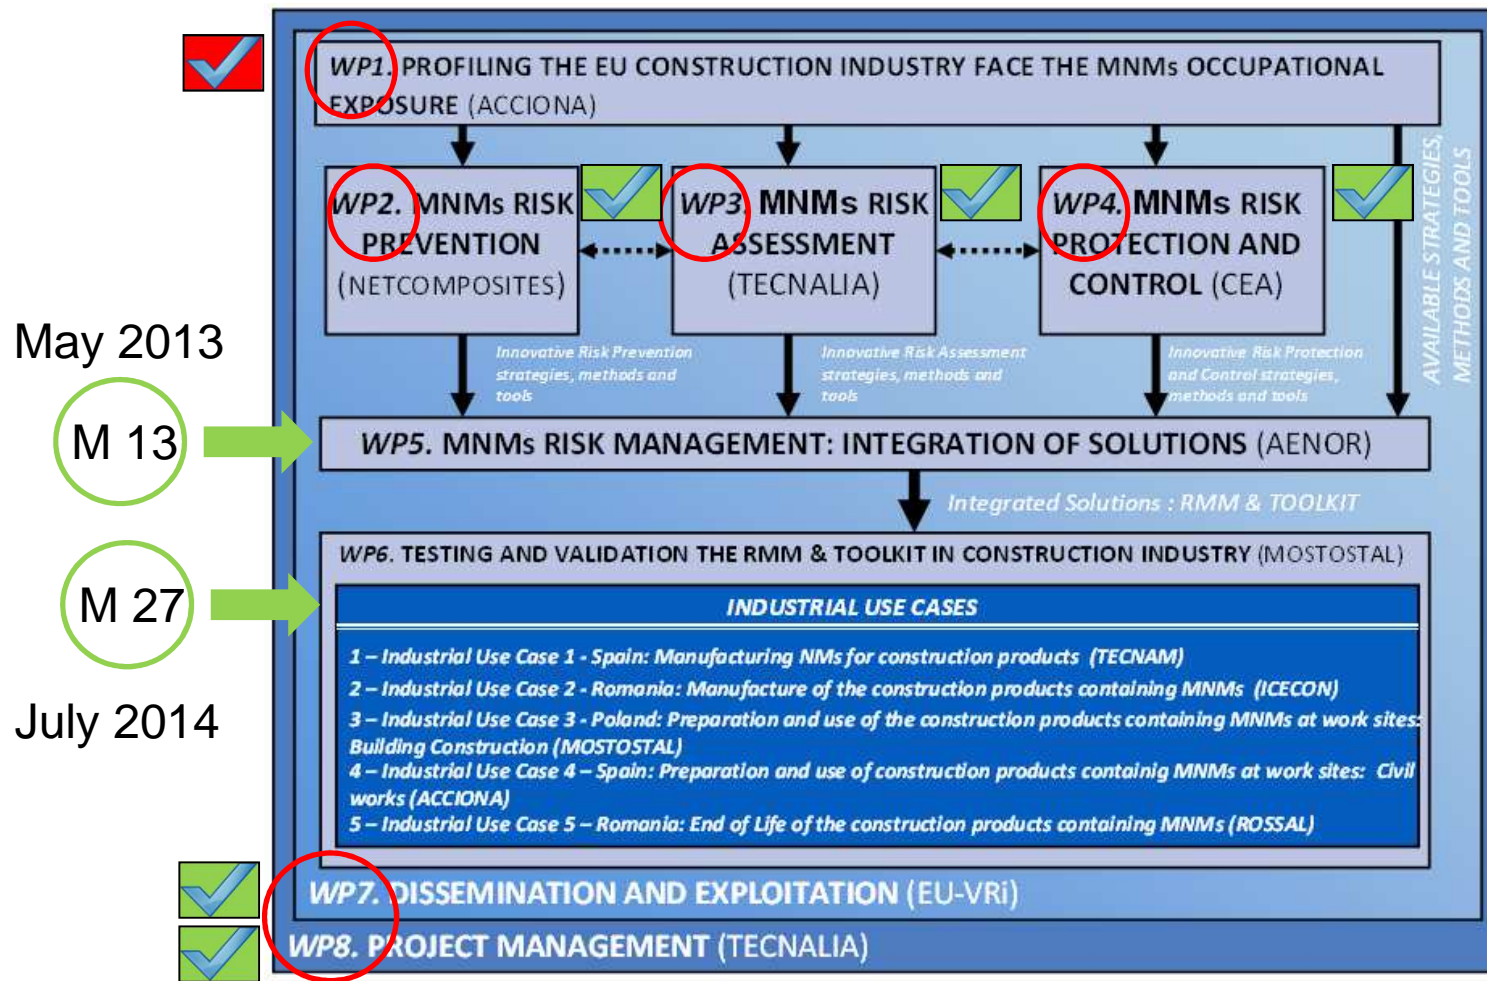 WP1. PROFILING THE EU CONSTRUCTION INDUSTRY FACE THE MNMs OCCUPATIONAL
EXPOSURE (ACCIONA)
WP2. MNMs RISK
PREVENTION
(NETCOMPOSITES)
WP3. MNMs RISK
ASSESSMENT
(TECNALIA)
WP4. MNMs RISK
PROTECTION AND
CONTROL (CEA)
AVAILABLE STRATEGIES,
METHODS AND TOOLS
Innovative Risk Prevention
strategies, methods and
tools
Innovative Risk Assessment
strategies, methods and
tools
Innovative Risk Protection
and Control strategies,
methods and tools
May 2013
M 13
WP5. MNMs RISK MANAGEMENT: INTEGRATION OF SOLUTIONS (AENOR)
Integrated Solutions : RMM & TOOLKIT
WP6. TESTING AND VALIDATION THE RMM & TOOLKIT IN CONSTRUCTION INDUSTRY (MOSTOSTAL)
M 27
July 2014
INDUSTRIAL USE CASES
1 – Industrial Use Case 1 - Spain: Manufacturing NMs for construction products (TECNAM)
2 – Industrial Use Case 2 - Romania: Manufacture of the construction products containing MNMs (ICECON)
3 – Industrial Use Case 3 - Poland: Preparation and use of the construction products containing MNMs at work sites:
Building Construction (MOSTOSTAL)
4 – Industrial Use Case 4 – Spain: Preparation and use of construction products containig MNMs at work sites: Civil
works (ACCIONA)
5 – Industrial Use Case 5 – Romania: End of Life of the construction products containing MNMs (ROSSAL)
WP7. DISSEMINATION AND EXPLOITATION (EU-VRi)
WP8. PROJECT MANAGEMENT (TECNALIA)